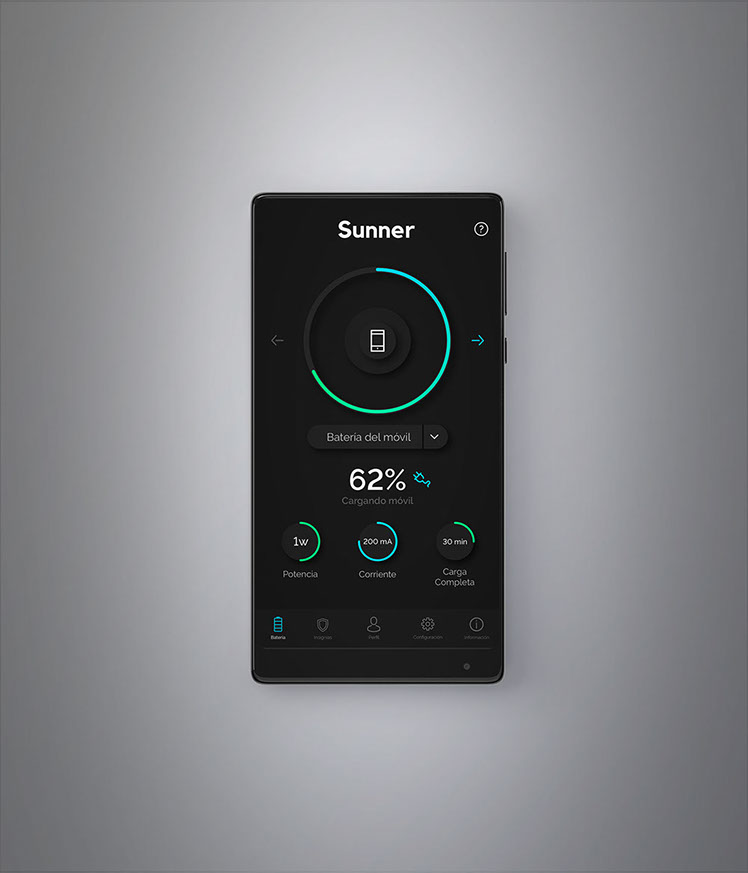 Sunner
?
Batería del móvil
62%
Cargando móvil
1w
200 mA
30 min
Potencia
Corriente
Carga
Completa
Batería
Insignias
Perfil
Configuración
Información